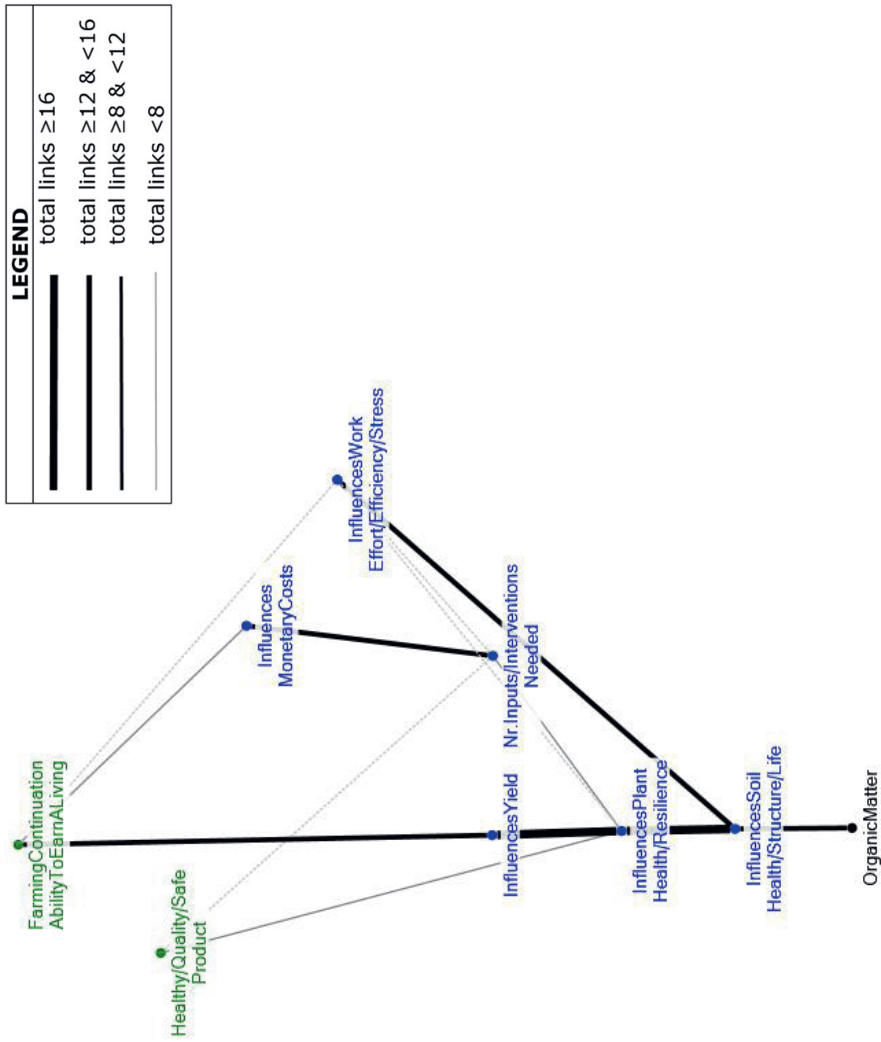 LEGEND
total links ≥16
total links ≥12 & <16
total links ≥8 & <12
total links <8
FarmingContinuation
AbilityToEarnALiving
Healthy/Quality/Safe
Product
Influences
MonetaryCosts
InfluencesWork
Effort/Efficiency/Stress
InfluencesYield
Nr.Inputs/Interventions
Needed
InfluencesPlant
Health/Resilience
InfluencesSoil
Health/Structure/Life
OrganicMatter